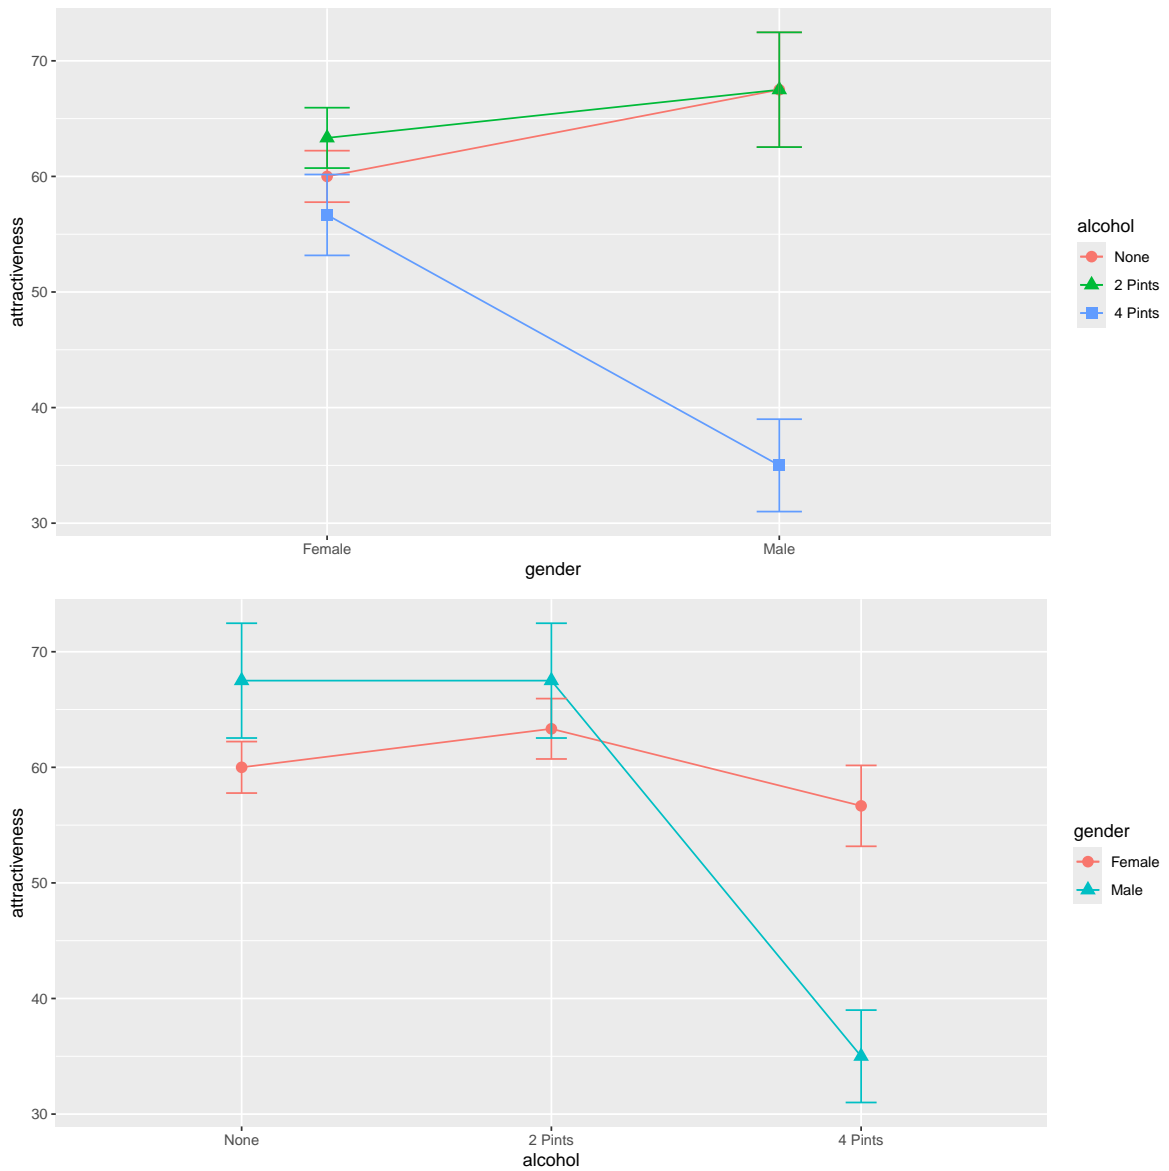 70
60
50
40
30
attractiveness
Female
Male
gender
alcohol
None
2 Pints
4 Pints
70
60
50
40
30
attractiveness
None
2 Pints
4 Pints
alcohol
gender
Female
Male